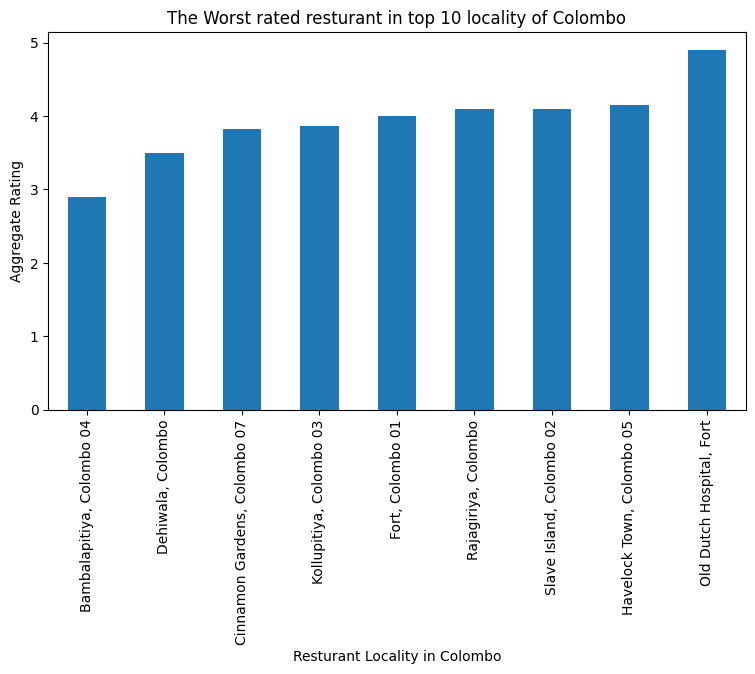 The Worst rated resturant in top 10 locality of Colombo
Aggregate Rating
5
4
3
2
1
0
Bambalapitiya, Colombo 04
Dehiwala, Colombo
Cinnamon Gardens, Colombo 07
Kollupitiya, Colombo 03
Fort, Colombo 01
Rajagiriya, Colombo
Slave Island, Colombo 02
Havelock Town, Colombo 05
Old Dutch Hospital, Fort
Resturant Locality in Colombo